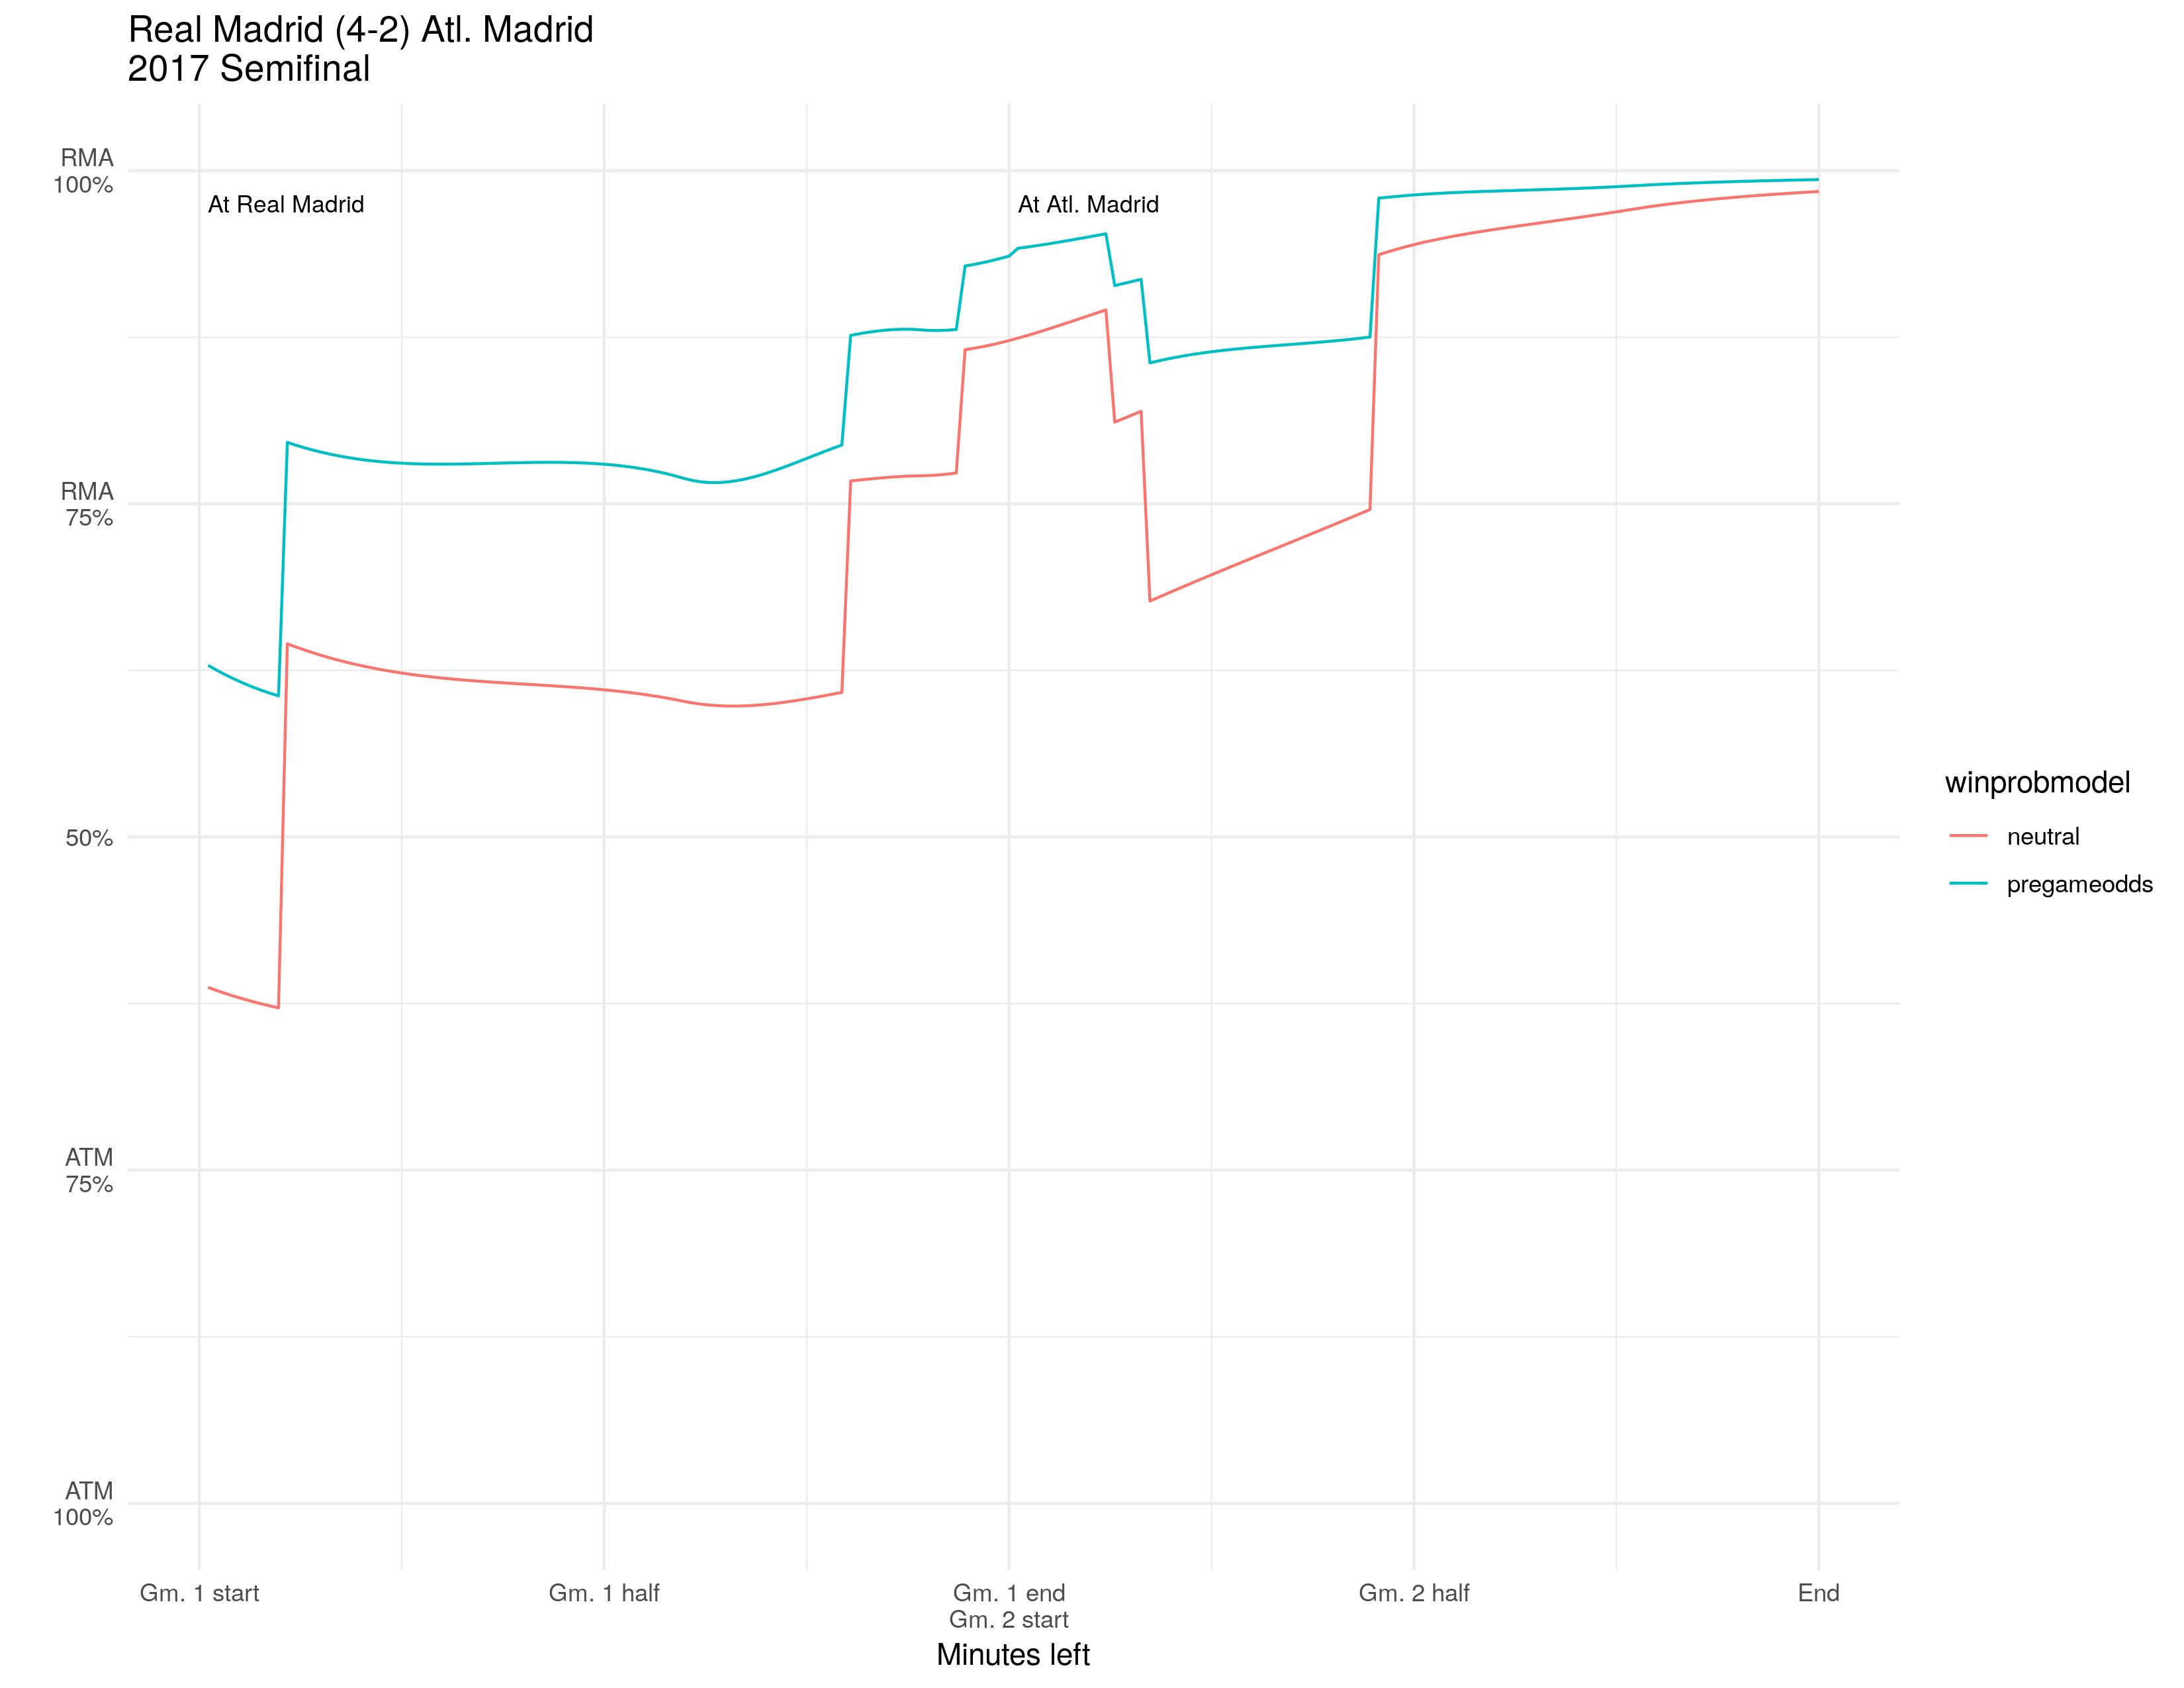 Real Madrid (4-2) Atl. Madrid
2017 Semifinal
RMA
100%
At Real Madrid
At Atl. Madrid
RMA
75%
50%
ATM
75%
ATM
100%
winprobmodel
neutral
pregameodds
Gm. 1 start
Gm. 1 half
Gm. 1 end
Gm. 2 start
Gm. 2 half
End
Minutes left